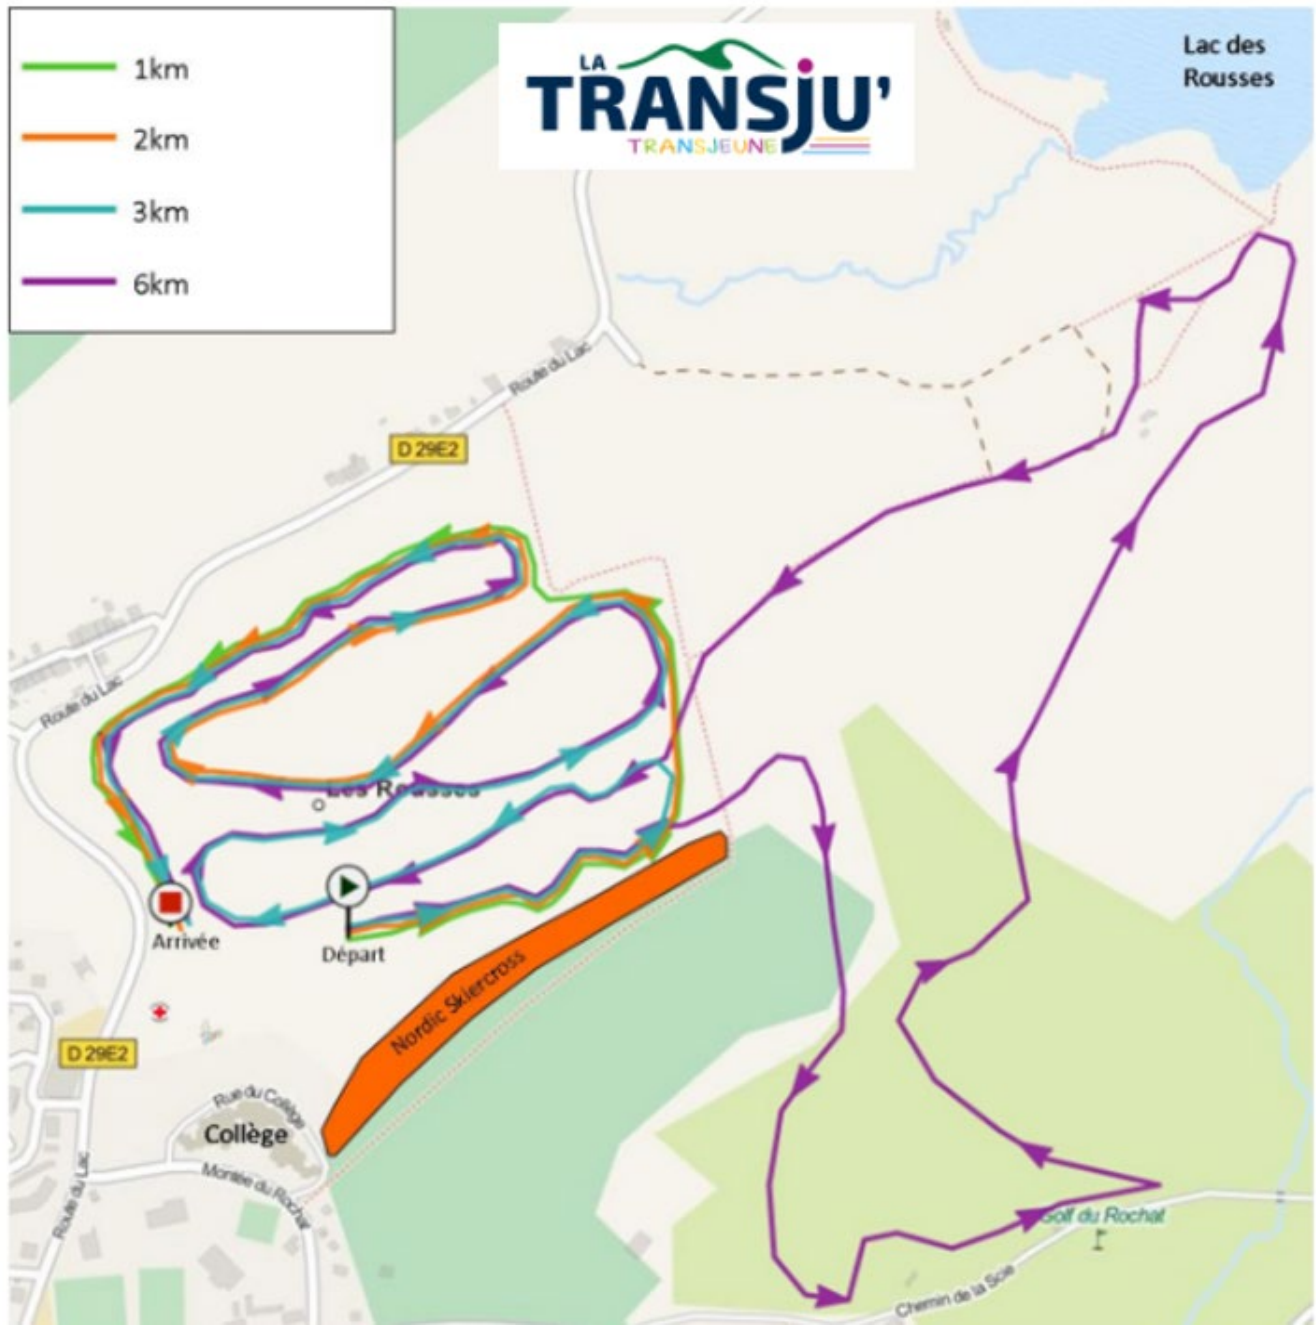 1km
2km
3km
6km
LA
TRANSJU'
TRANSJEUNE
Lac des
Rousses
Route du Lac
D 29E2
Route du Lac
Les Rousses
Arrivée
Départ
Nordic Skiercross
D 29E2
Rue du Collège
Collège
Montée du Rochat
Route du Lac
Golf du Rochat
Chemin de la Scie